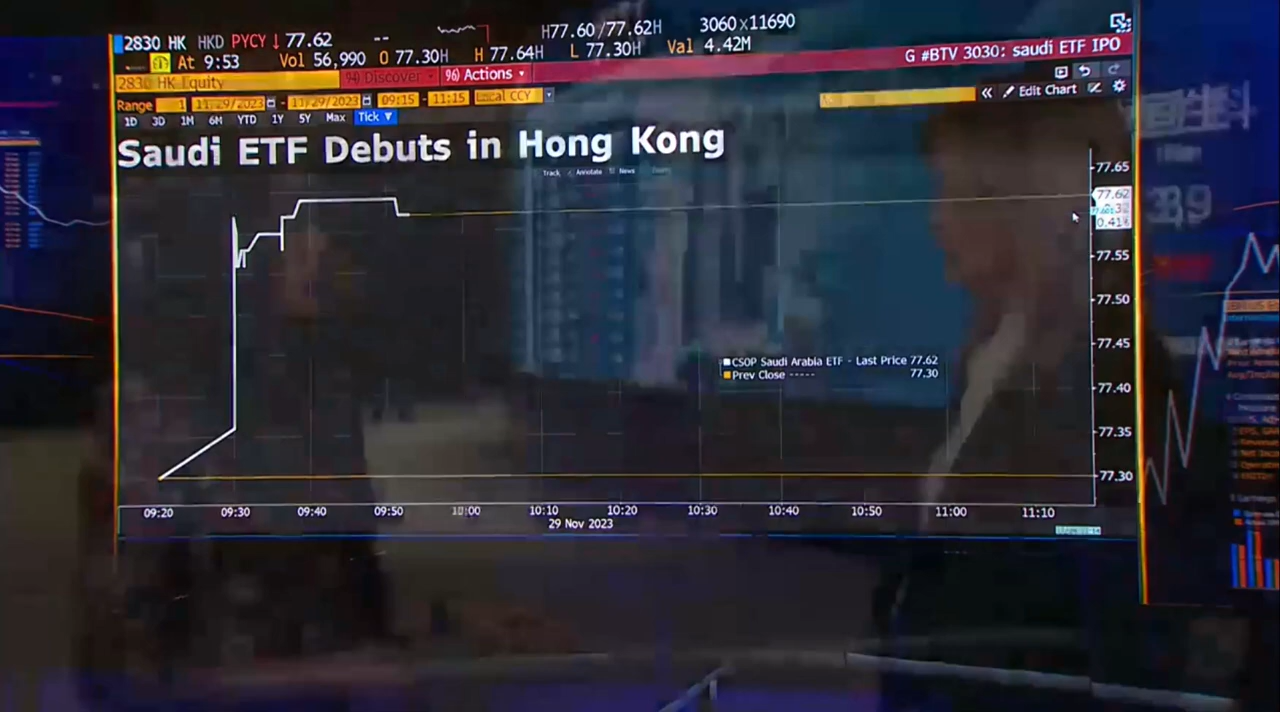 2830 HK HKD PYCY ↓ 77.62 -- H77.60/77.62H 3060x11690
At 9:53 Vol 56,990 O 77.30H H 77.64H L 77.30H Val 4.42M
2830 HK Equity 94) Discover 96) Actions G #BTV 3030: saudi ETF IPO
Range 1 11/29/2023 - 11/29/2023 09:15 - 11:15 Local CCY « Edit Chart
1D 3D 1M 6M YTD 1Y 5Y Max Tick ▼
Saudi ETF Debuts in Hong Kong
Track Annotate News
77.65
77.62
77.55
77.50
77.45
77.40
77.35
77.30
CSOP Saudi Arabia ETF - Last Price 77.62
Prev Close ----- 77.30
09:20 09:30 09:40 09:50 10:00 10:10 10:20 10:30 10:40 10:50 11:00 11:10
29 Nov 2023